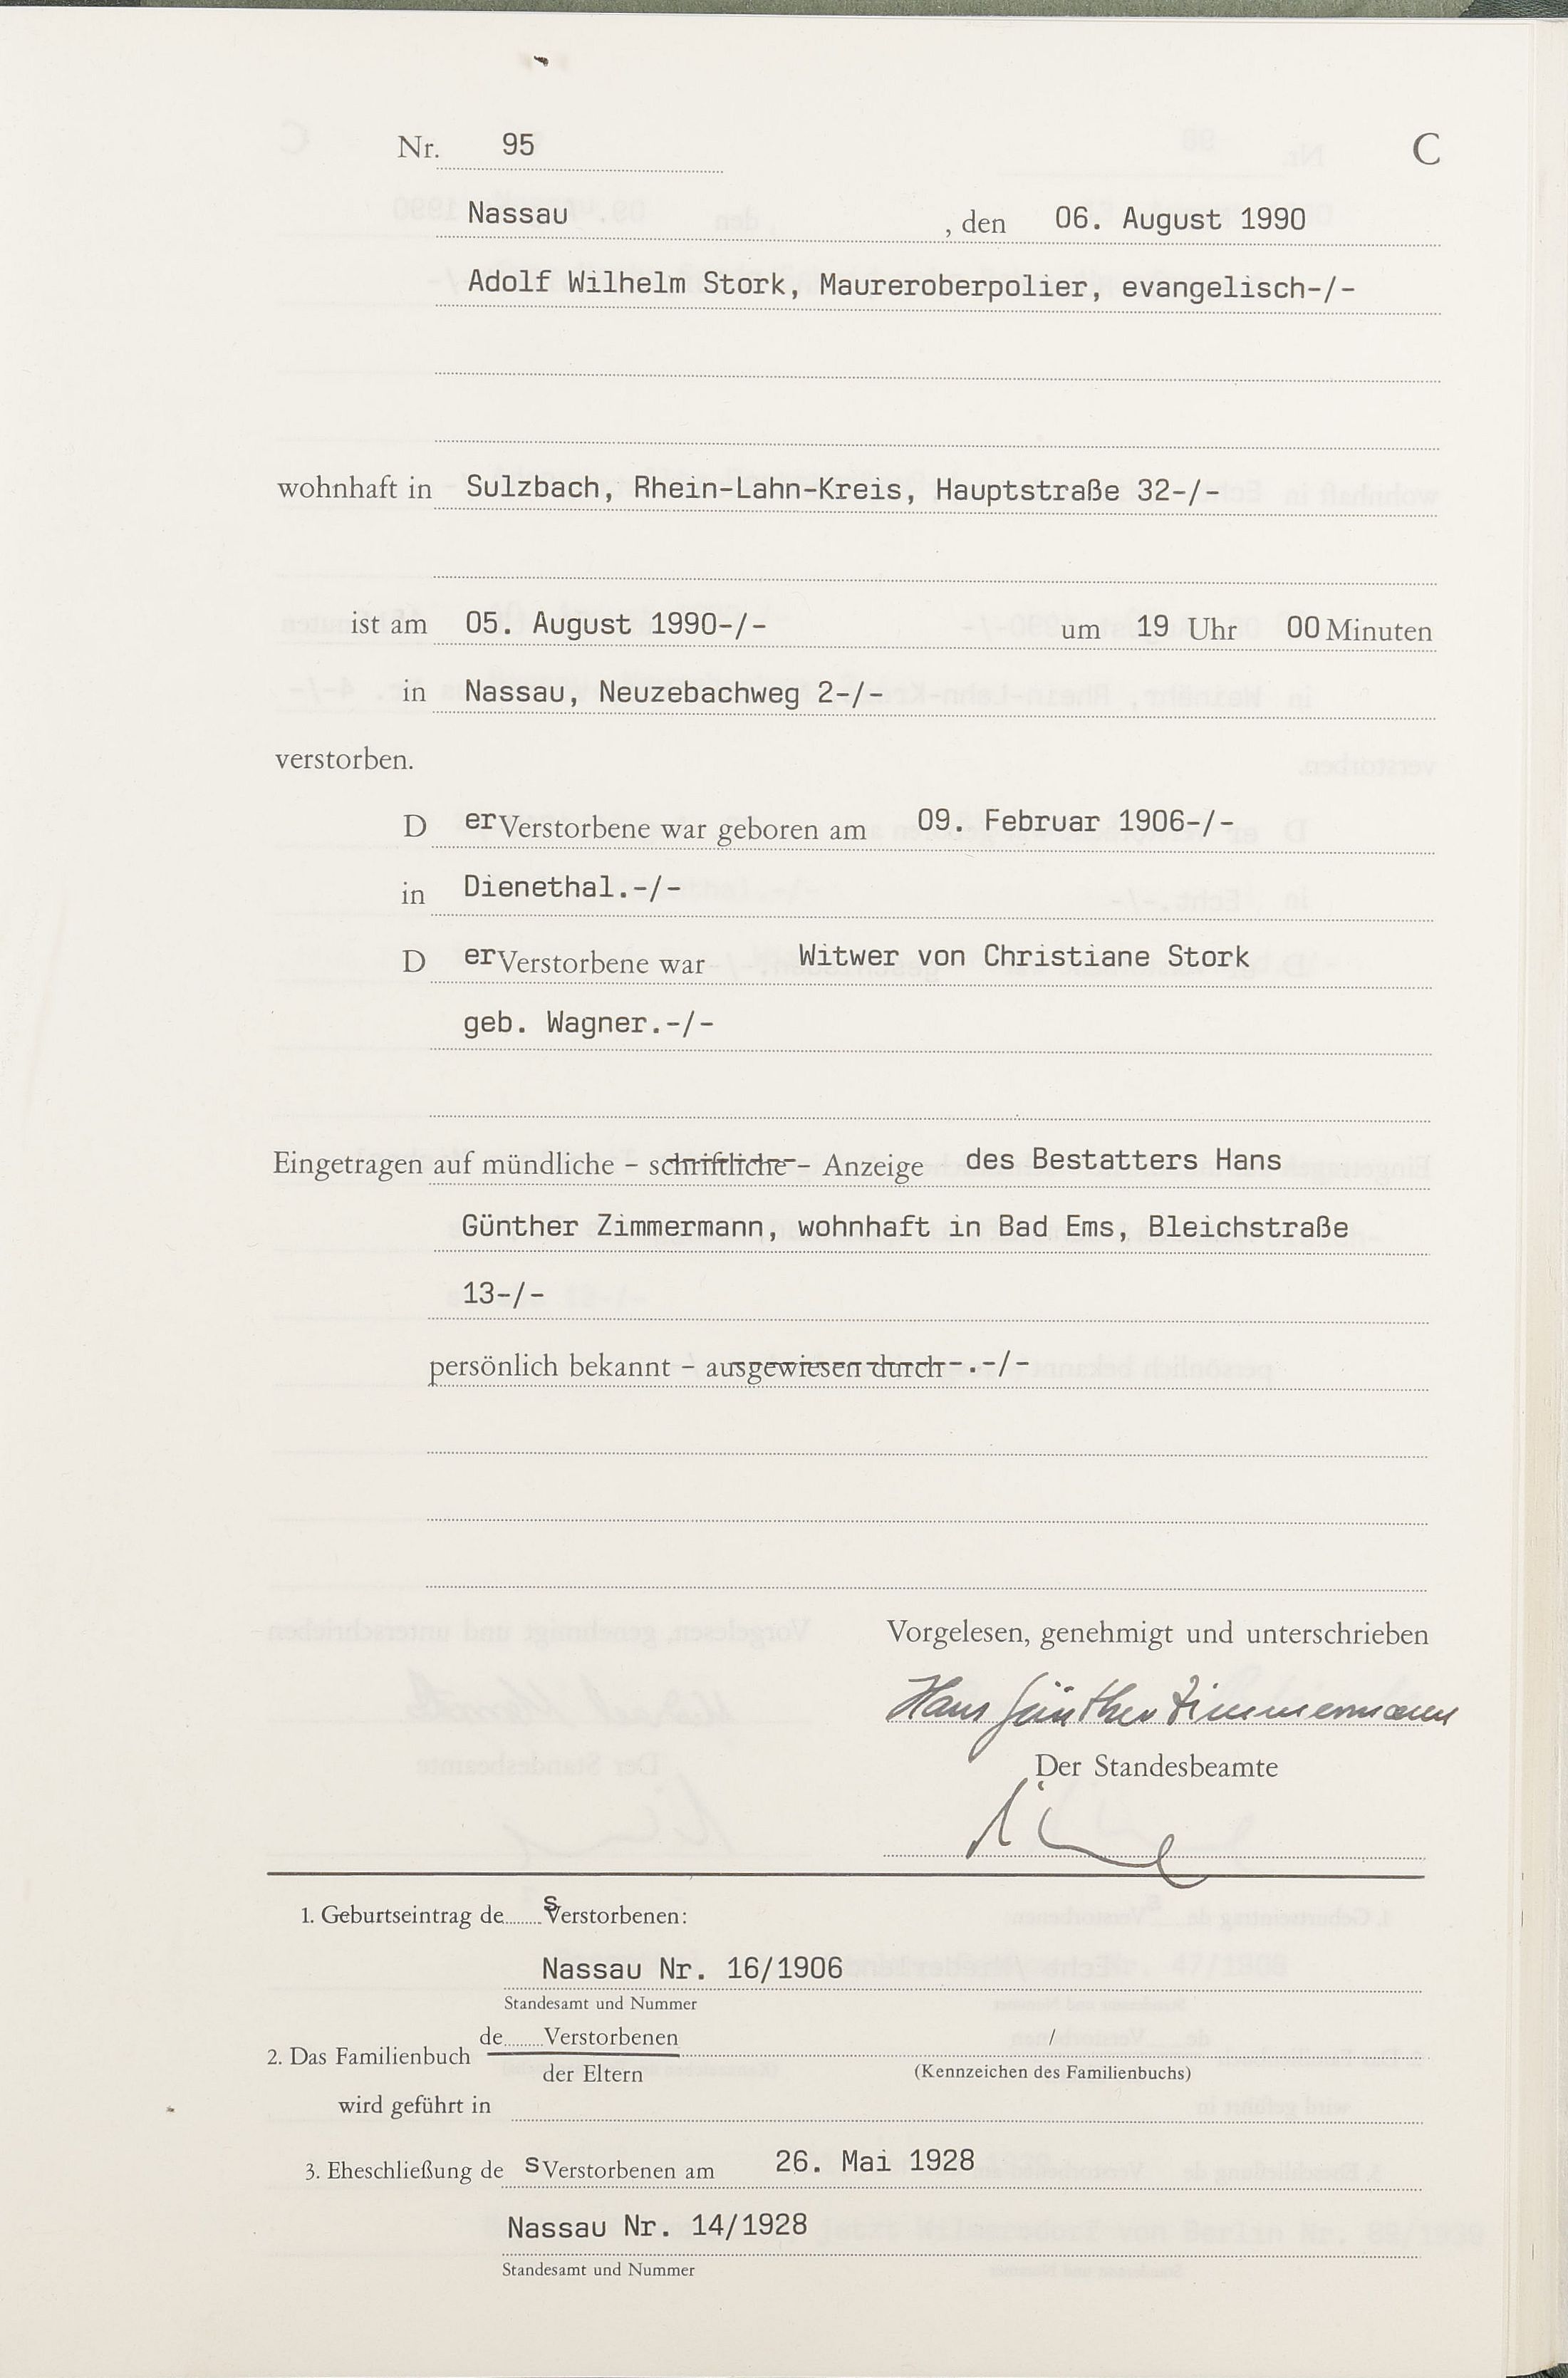 Nr. 95 C
Nassau , den 06. August 1990
Adolf Wilhelm Stork, Maureroberpolier, evangelisch-/-
wohnhaft in Sulzbach, Rhein-Lahn-Kreis, Hauptstraße 32-/-
ist am 05. August 1990-/- um 19 Uhr 00 Minuten
in Nassau, Neuzebachweg 2-/-
verstorben.
D er Verstorbene war geboren am 09. Februar 1906-/-
in Dienethal.-/-
D er Verstorbene war Witwer von Christiane Stork
geb. Wagner.-/-
Eingetragen auf mündliche - schriftliche - Anzeige des Bestatters Hans
Günther Zimmermann, wohnhaft in Bad Ems, Bleichstraße
13-/-
persönlich bekannt - ausgewiesen durch-.-/-
Vorgelesen, genehmigt und unterschrieben
Hans Günther Zimmermann
Der Standesbeamte
1. Geburtseintrag des Verstorbenen:
Nassau Nr. 16/1906
Standesamt und Nummer
de Verstorbenen /
2. Das Familienbuch
der Eltern (Kennzeichen des Familienbuchs)
wird geführt in
3. Eheschließung de s Verstorbenen am 26. Mai 1928
Nassau Nr. 14/1928
Standesamt und Nummer